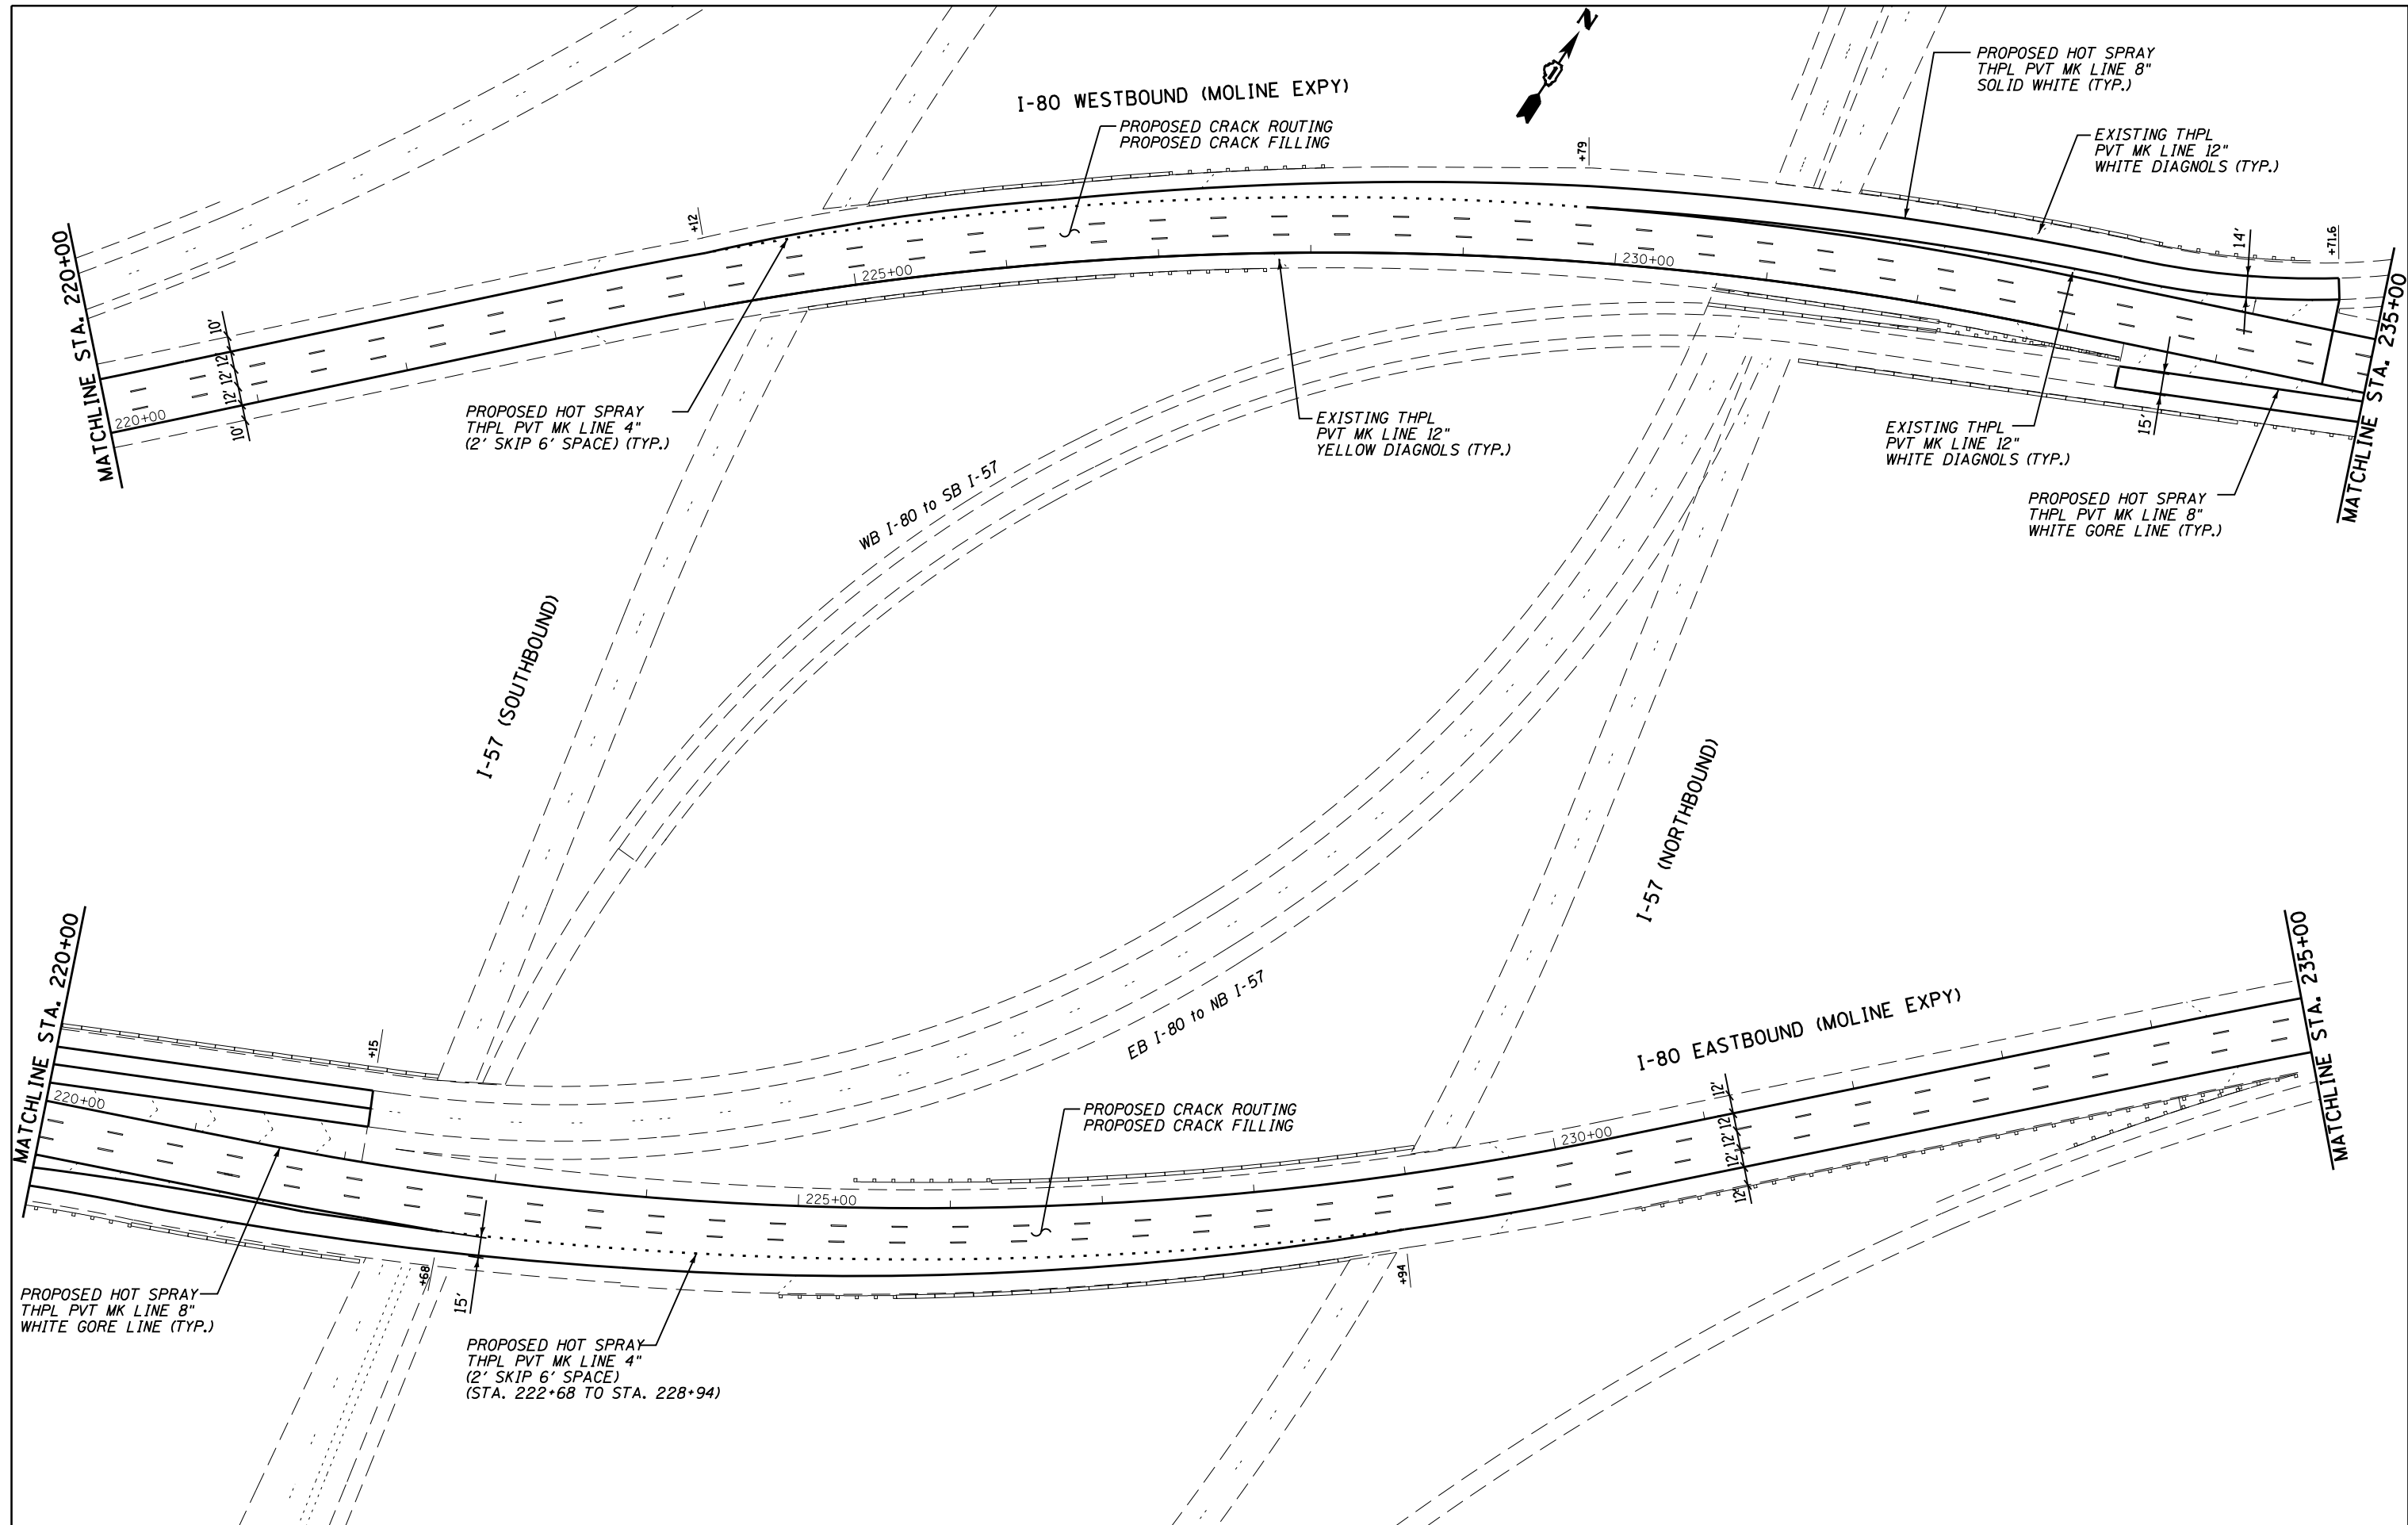 N
I-80 WESTBOUND (MOLINE EXPY)
PROPOSED CRACK ROUTING
PROPOSED CRACK FILLING
PROPOSED HOT SPRAY
THPL PVT MK LINE 8"
SOLID WHITE (TYP.)
EXISTING THPL
PVT MK LINE 12"
WHITE DIAGNOLS (TYP.)
+79
+12
14'
+71.6
MATCHLINE STA. 220+00
MATCHLINE STA. 235+00
220+00
225+00
230+00
10'
12'
12'
12'
10'
PROPOSED HOT SPRAY
THPL PVT MK LINE 4"
(2' SKIP 6' SPACE) (TYP.)
EXISTING THPL
PVT MK LINE 12"
YELLOW DIAGNOLS (TYP.)
EXISTING THPL
PVT MK LINE 12"
WHITE DIAGNOLS (TYP.)
15'
PROPOSED HOT SPRAY
THPL PVT MK LINE 8"
WHITE GORE LINE (TYP.)
WB I-80 to SB I-57
I-57 (SOUTHBOUND)
I-57 (NORTHBOUND)
EB I-80 to NB I-57
I-80 EASTBOUND (MOLINE EXPY)
MATCHLINE STA. 220+00
MATCHLINE STA. 235+00
+15
220+00
225+00
230+00
PROPOSED CRACK ROUTING
PROPOSED CRACK FILLING
12'
12'
12'
12'
12'
+68
15'
+94
PROPOSED HOT SPRAY
THPL PVT MK LINE 8"
WHITE GORE LINE (TYP.)
PROPOSED HOT SPRAY
THPL PVT MK LINE 4"
(2' SKIP 6' SPACE)
(STA. 222+68 TO STA. 228+94)